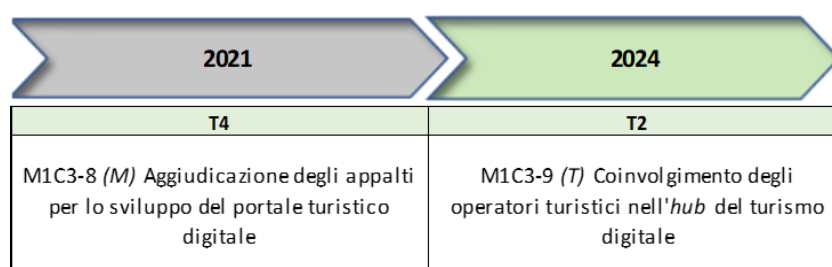 2021
2024
T4
T2
M1C3-8 (M) Aggiudicazione degli appalti
per lo sviluppo del portale turistico
digitale
M1C3-9 (T) Coinvolgimento degli
operatori turistici nell'hub del turismo
digitale